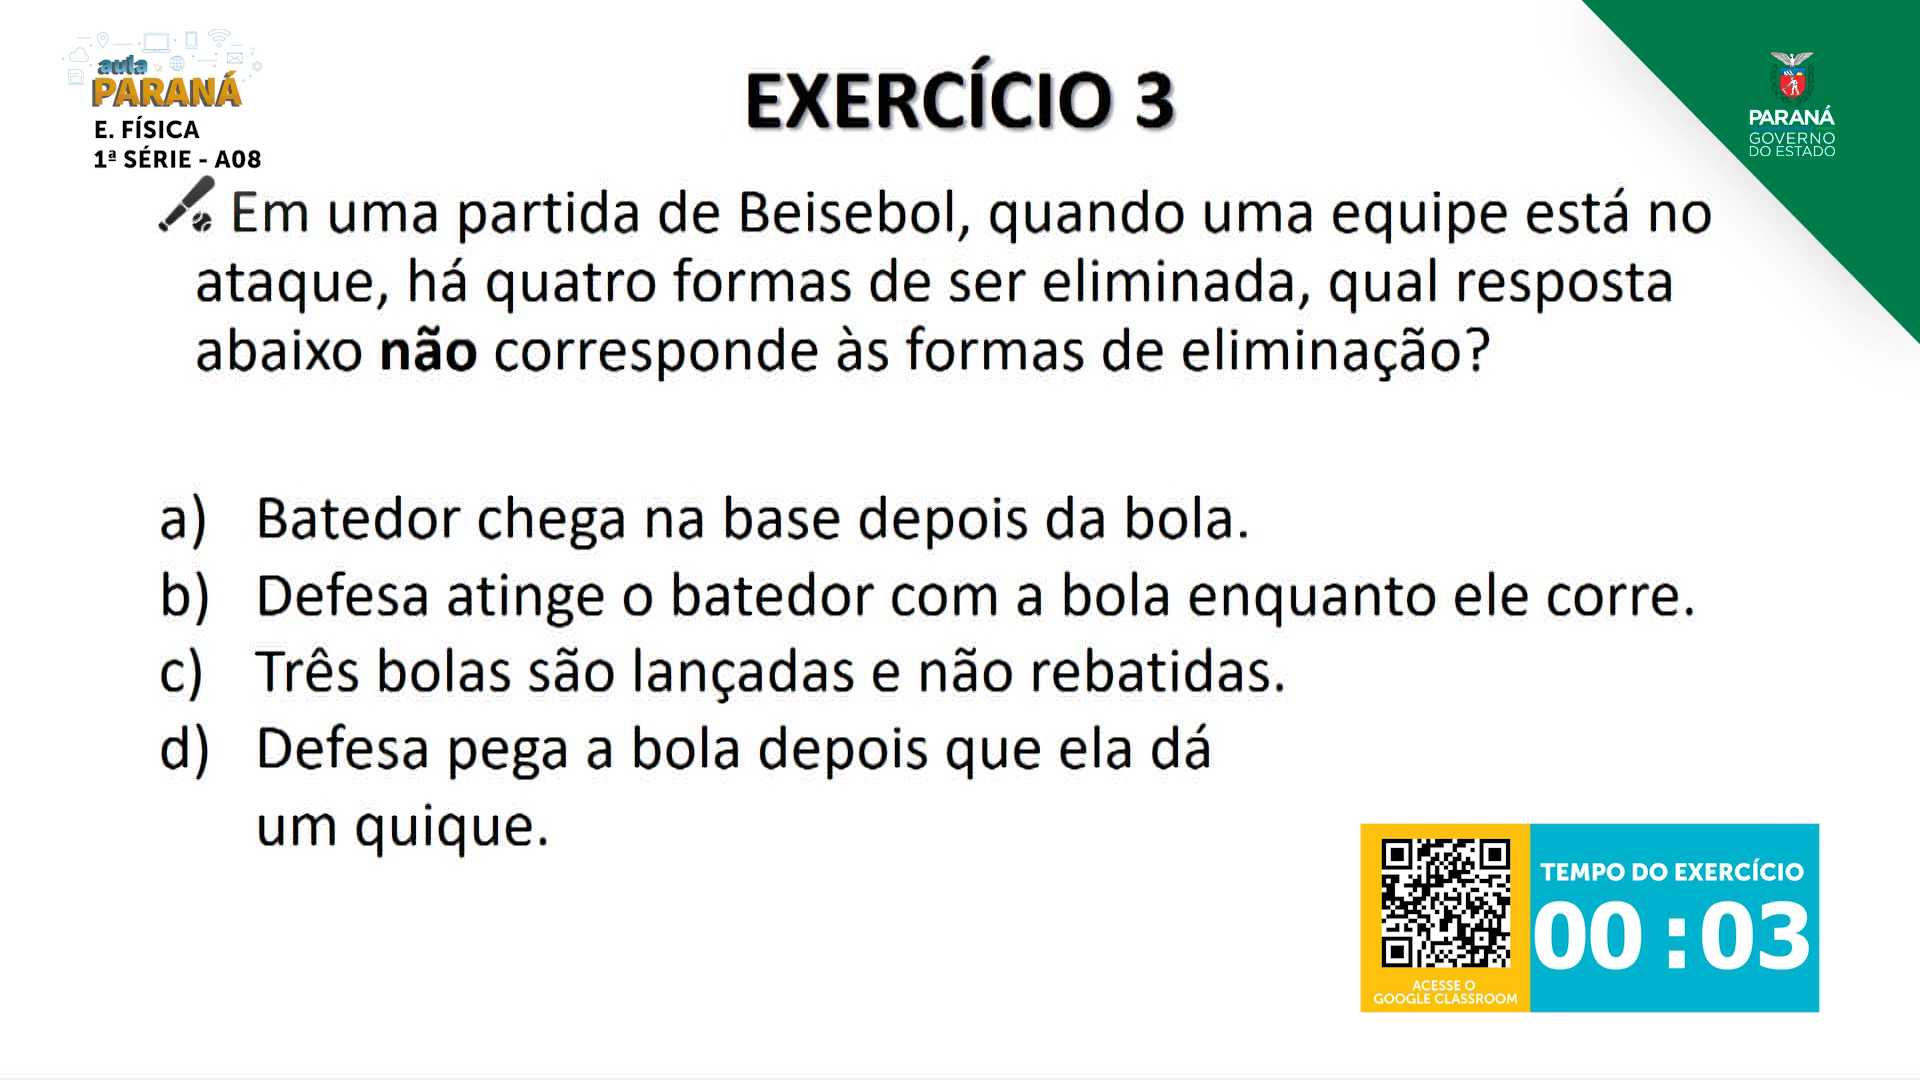 aula
PARANÁ
E. FÍSICA
1ª SÉRIE - A08
EXERCÍCIO 3
PARANÁ
GOVERNO
DO ESTADO
Em uma partida de Beisebol, quando uma equipe está no
ataque, há quatro formas de ser eliminada, qual resposta
abaixo não corresponde às formas de eliminação?
a) Batedor chega na base depois da bola.
b) Defesa atinge o batedor com a bola enquanto ele corre.
c) Três bolas são lançadas e não rebatidas.
d) Defesa pega a bola depois que ela dá
um quique.
ACESSE O
GOOGLE CLASSROOM
TEMPO DO EXERCÍCIO
00:03